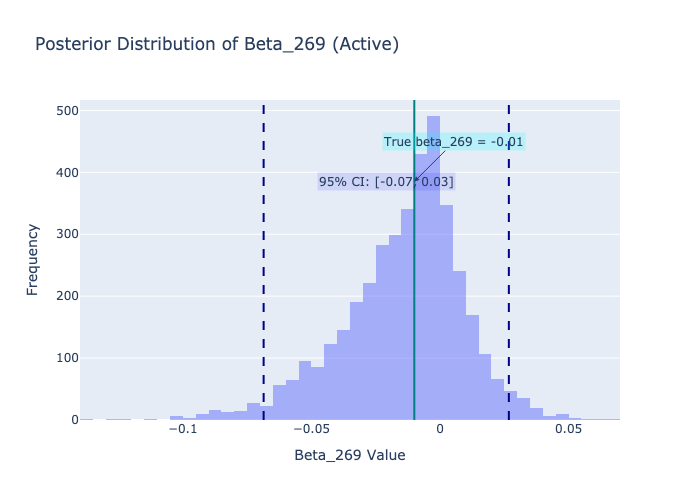 Posterior Distribution of Beta_269 (Active)
500
True beta_269 = -0.01
400
95% CI: [-0.07, 0.03]
300
Frequency
200
100
0
−0.1
−0.05
0
0.05
Beta_269 Value